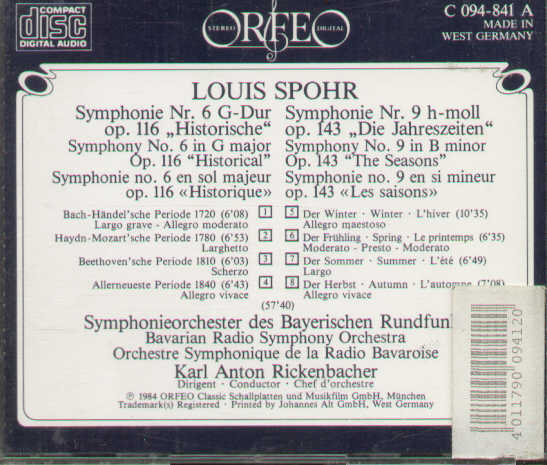 COMPACT
disc
DIGITAL AUDIO
STEREO ORFEO DIGITAL
C 094-841 A
MADE IN
WEST GERMANY
LOUIS SPOHR
Symphonie Nr. 6 G-Dur
op. 116 „Historische“
Symphony No. 6 in G major
Op. 116 “Historical”
Symphonie no. 6 en sol majeur
op. 116 «Historique»
Symphonie Nr. 9 h-moll
op. 143 „Die Jahreszeiten“
Symphony No. 9 in B minor
Op. 143 “The Seasons”
Symphonie no. 9 en si mineur
op. 143 «Les saisons»
Bach-Händel'sche Periode 1720 (6'08) 1
Largo grave - Allegro moderato
Haydn-Mozart'sche Periode 1780 (6'53) 2
Larghetto
Beethoven'sche Periode 1810 (6'03) 3
Scherzo
Allerneueste Periode 1840 (6'43) 4
Allegro vivace
5 Der Winter · Winter · L'hiver (10'35)
Allegro maestoso
6 Der Frühling · Spring · Le printemps (6'35)
Moderato - Presto - Moderato
7 Der Sommer · Summer · L'été (6'49)
Largo
8 Der Herbst · Autumn · L'automne (7'08)
Allegro vivace
(57'40)
Symphonieorchester des Bayerischen Rundfun
Bavarian Radio Symphony Orchestra
Orchestre Symphonique de la Radio Bavaroise
Karl Anton Rickenbacher
Dirigent · Conductor · Chef d'orchestre
℗ 1984 ORFEO Classic Schallplatten und Musikfilm GmbH, München
Trademark(s) Registered · Printed by Johannes Alt GmbH, West Germany
4 011790 094120